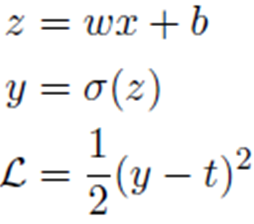 z = wx + b
y = σ(z)
ℒ = 1/2 (y − t)²